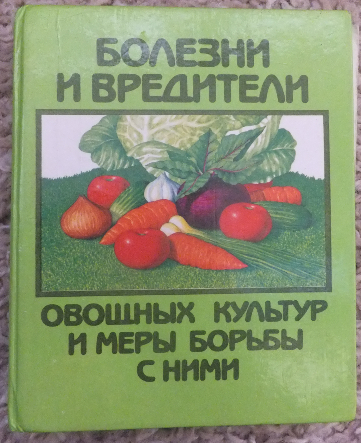 БОЛЕЗНИ
И ВРЕДИТЕЛИ
ОВОЩНЫХ КУЛЬТУР
И МЕРЫ БОРЬБЫ
С НИМИ